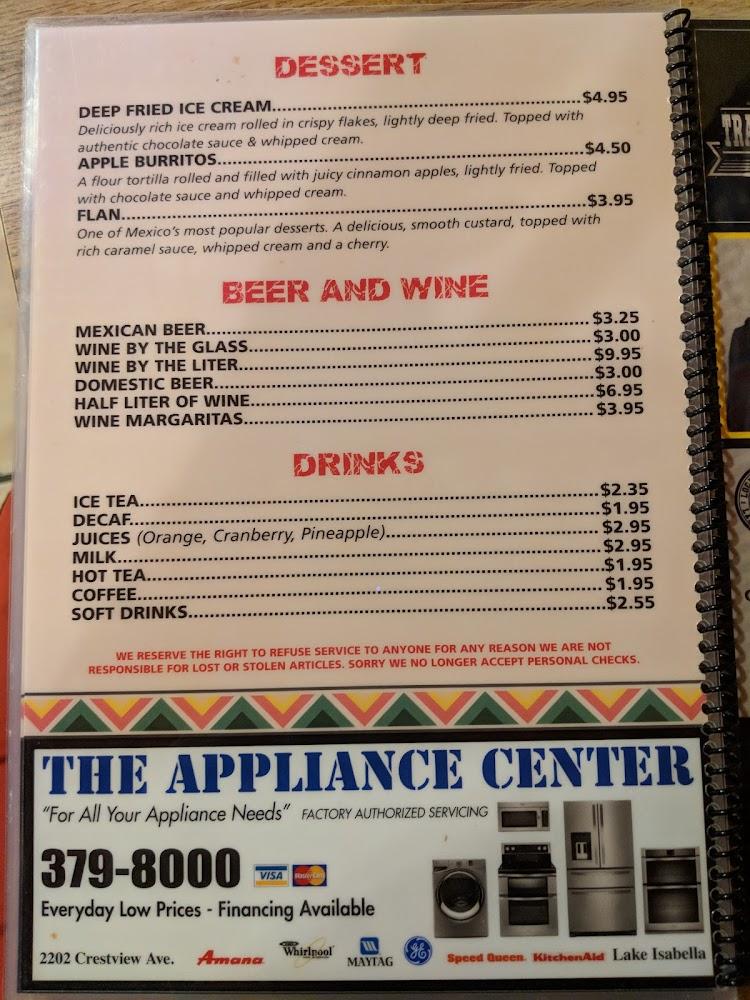 DESSERT
DEEP FRIED ICE CREAM................$4.95
Deliciously rich ice cream rolled in crispy flakes, lightly deep fried. Topped with
authentic chocolate sauce & whipped cream.
APPLE BURRITOS................$4.50
A flour tortilla rolled and filled with juicy cinnamon apples, lightly fried. Topped
with chocolate sauce and whipped cream.
FLAN................$3.95
One of Mexico's most popular desserts. A delicious, smooth custard, topped with
rich caramel sauce, whipped cream and a cherry.
BEER AND WINE
MEXICAN BEER................$3.25
WINE BY THE GLASS................$3.00
WINE BY THE LITER................$9.95
DOMESTIC BEER................$3.00
HALF LITER OF WINE................$6.95
WINE MARGARITAS................$3.95
DRINKS
ICE TEA................$2.35
DECAF................$1.95
JUICES (Orange, Cranberry, Pineapple)................$2.95
MILK................$2.95
HOT TEA................$1.95
COFFEE................$1.95
SOFT DRINKS................$2.55
WE RESERVE THE RIGHT TO REFUSE SERVICE TO ANYONE FOR ANY REASON WE ARE NOT
RESPONSIBLE FOR LOST OR STOLEN ARTICLES. SORRY WE NO LONGER ACCEPT PERSONAL CHECKS.
THE APPLIANCE CENTER
"For All Your Appliance Needs" FACTORY AUTHORIZED SERVICING
379-8000 VISA MasterCard
Everyday Low Prices - Financing Available
2202 Crestview Ave. Amana Whirlpool MAYTAG GE Speed Queen KitchenAid Lake Isabella